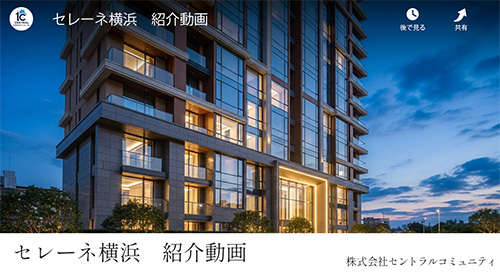 セレーネ横浜　紹介動画
後で見る
共有
セレーネ横浜　紹介動画
株式会社セントラルコミュニティ